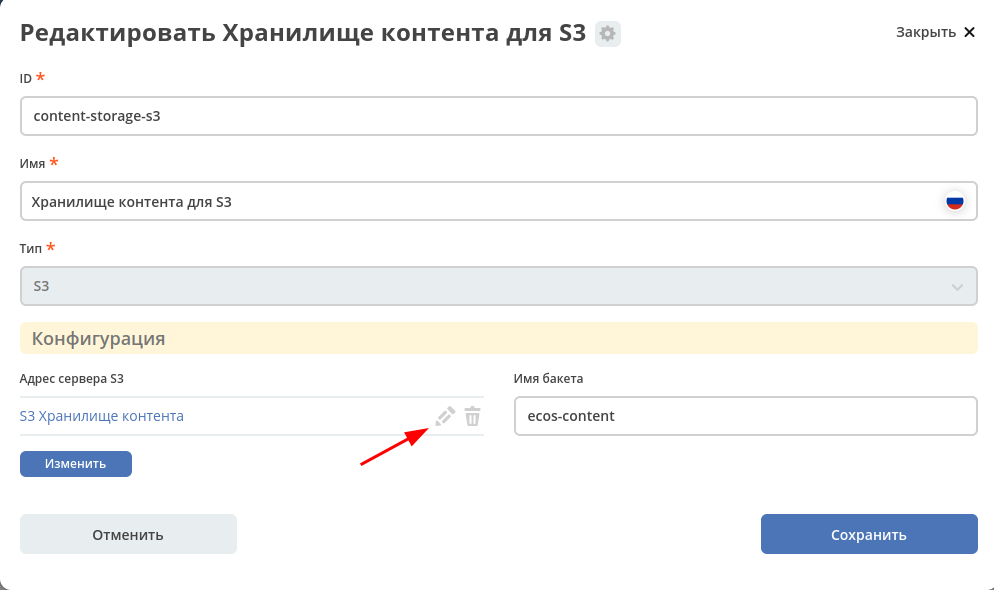 Редактировать Хранилище контента для S3
Закрыть
ID *
content-storage-s3
Имя *
Хранилище контента для S3
Тип *
S3
Конфигурация
Адрес сервера S3
Имя бакета
S3 Хранилище контента
ecos-content
Изменить
Отменить
Сохранить